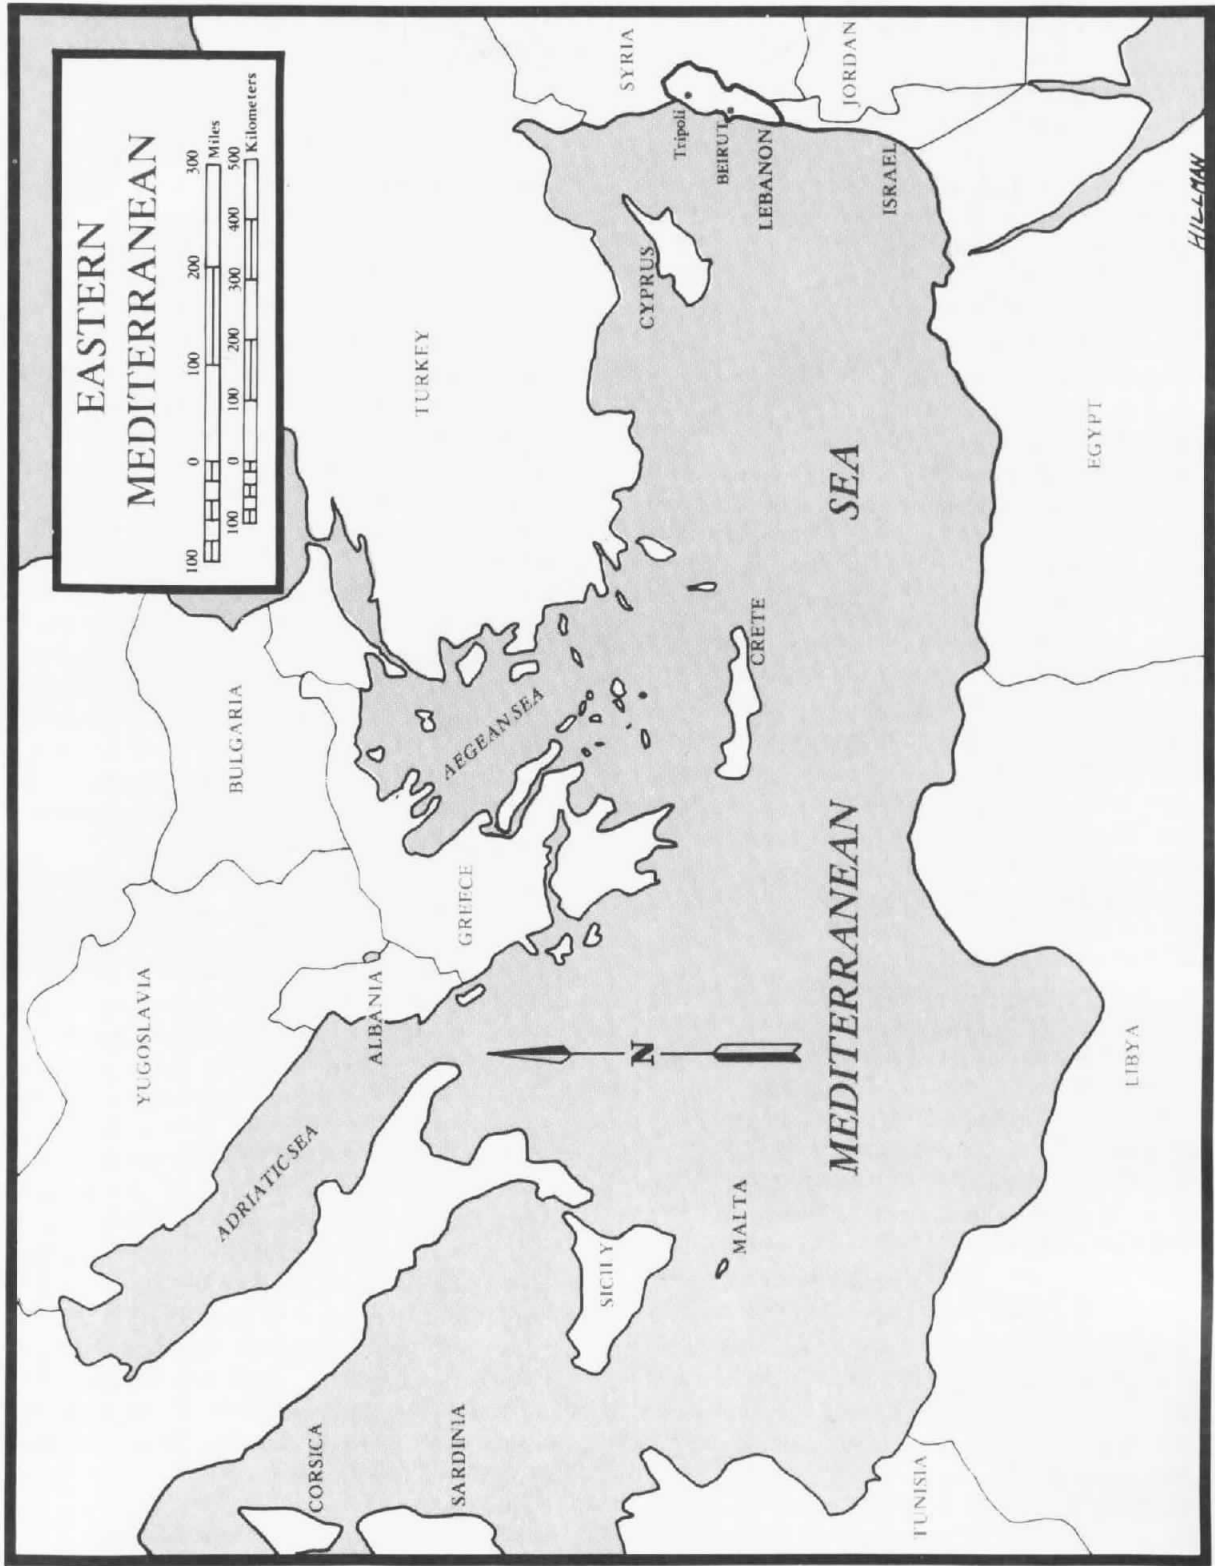 EASTERN
MEDITERRANEAN
100 0 100 200 300
Miles
100 0 100 200 300 400 500
Kilometers
YUGOSLAVIA
BULGARIA
ADRIATIC SEA
CORSICA
ALBANIA
TURKEY
GREECE
AEGEAN SEA
SARDINIA
SYRIA
CYPRUS
Tripoli
BEIRUT
LEBANON
N
SICILY
MALTA
CRETE
MEDITERRANEAN SEA
JORDAN
ISRAEL
TUNISIA
LIBYA
EGYPT
HILLMAN